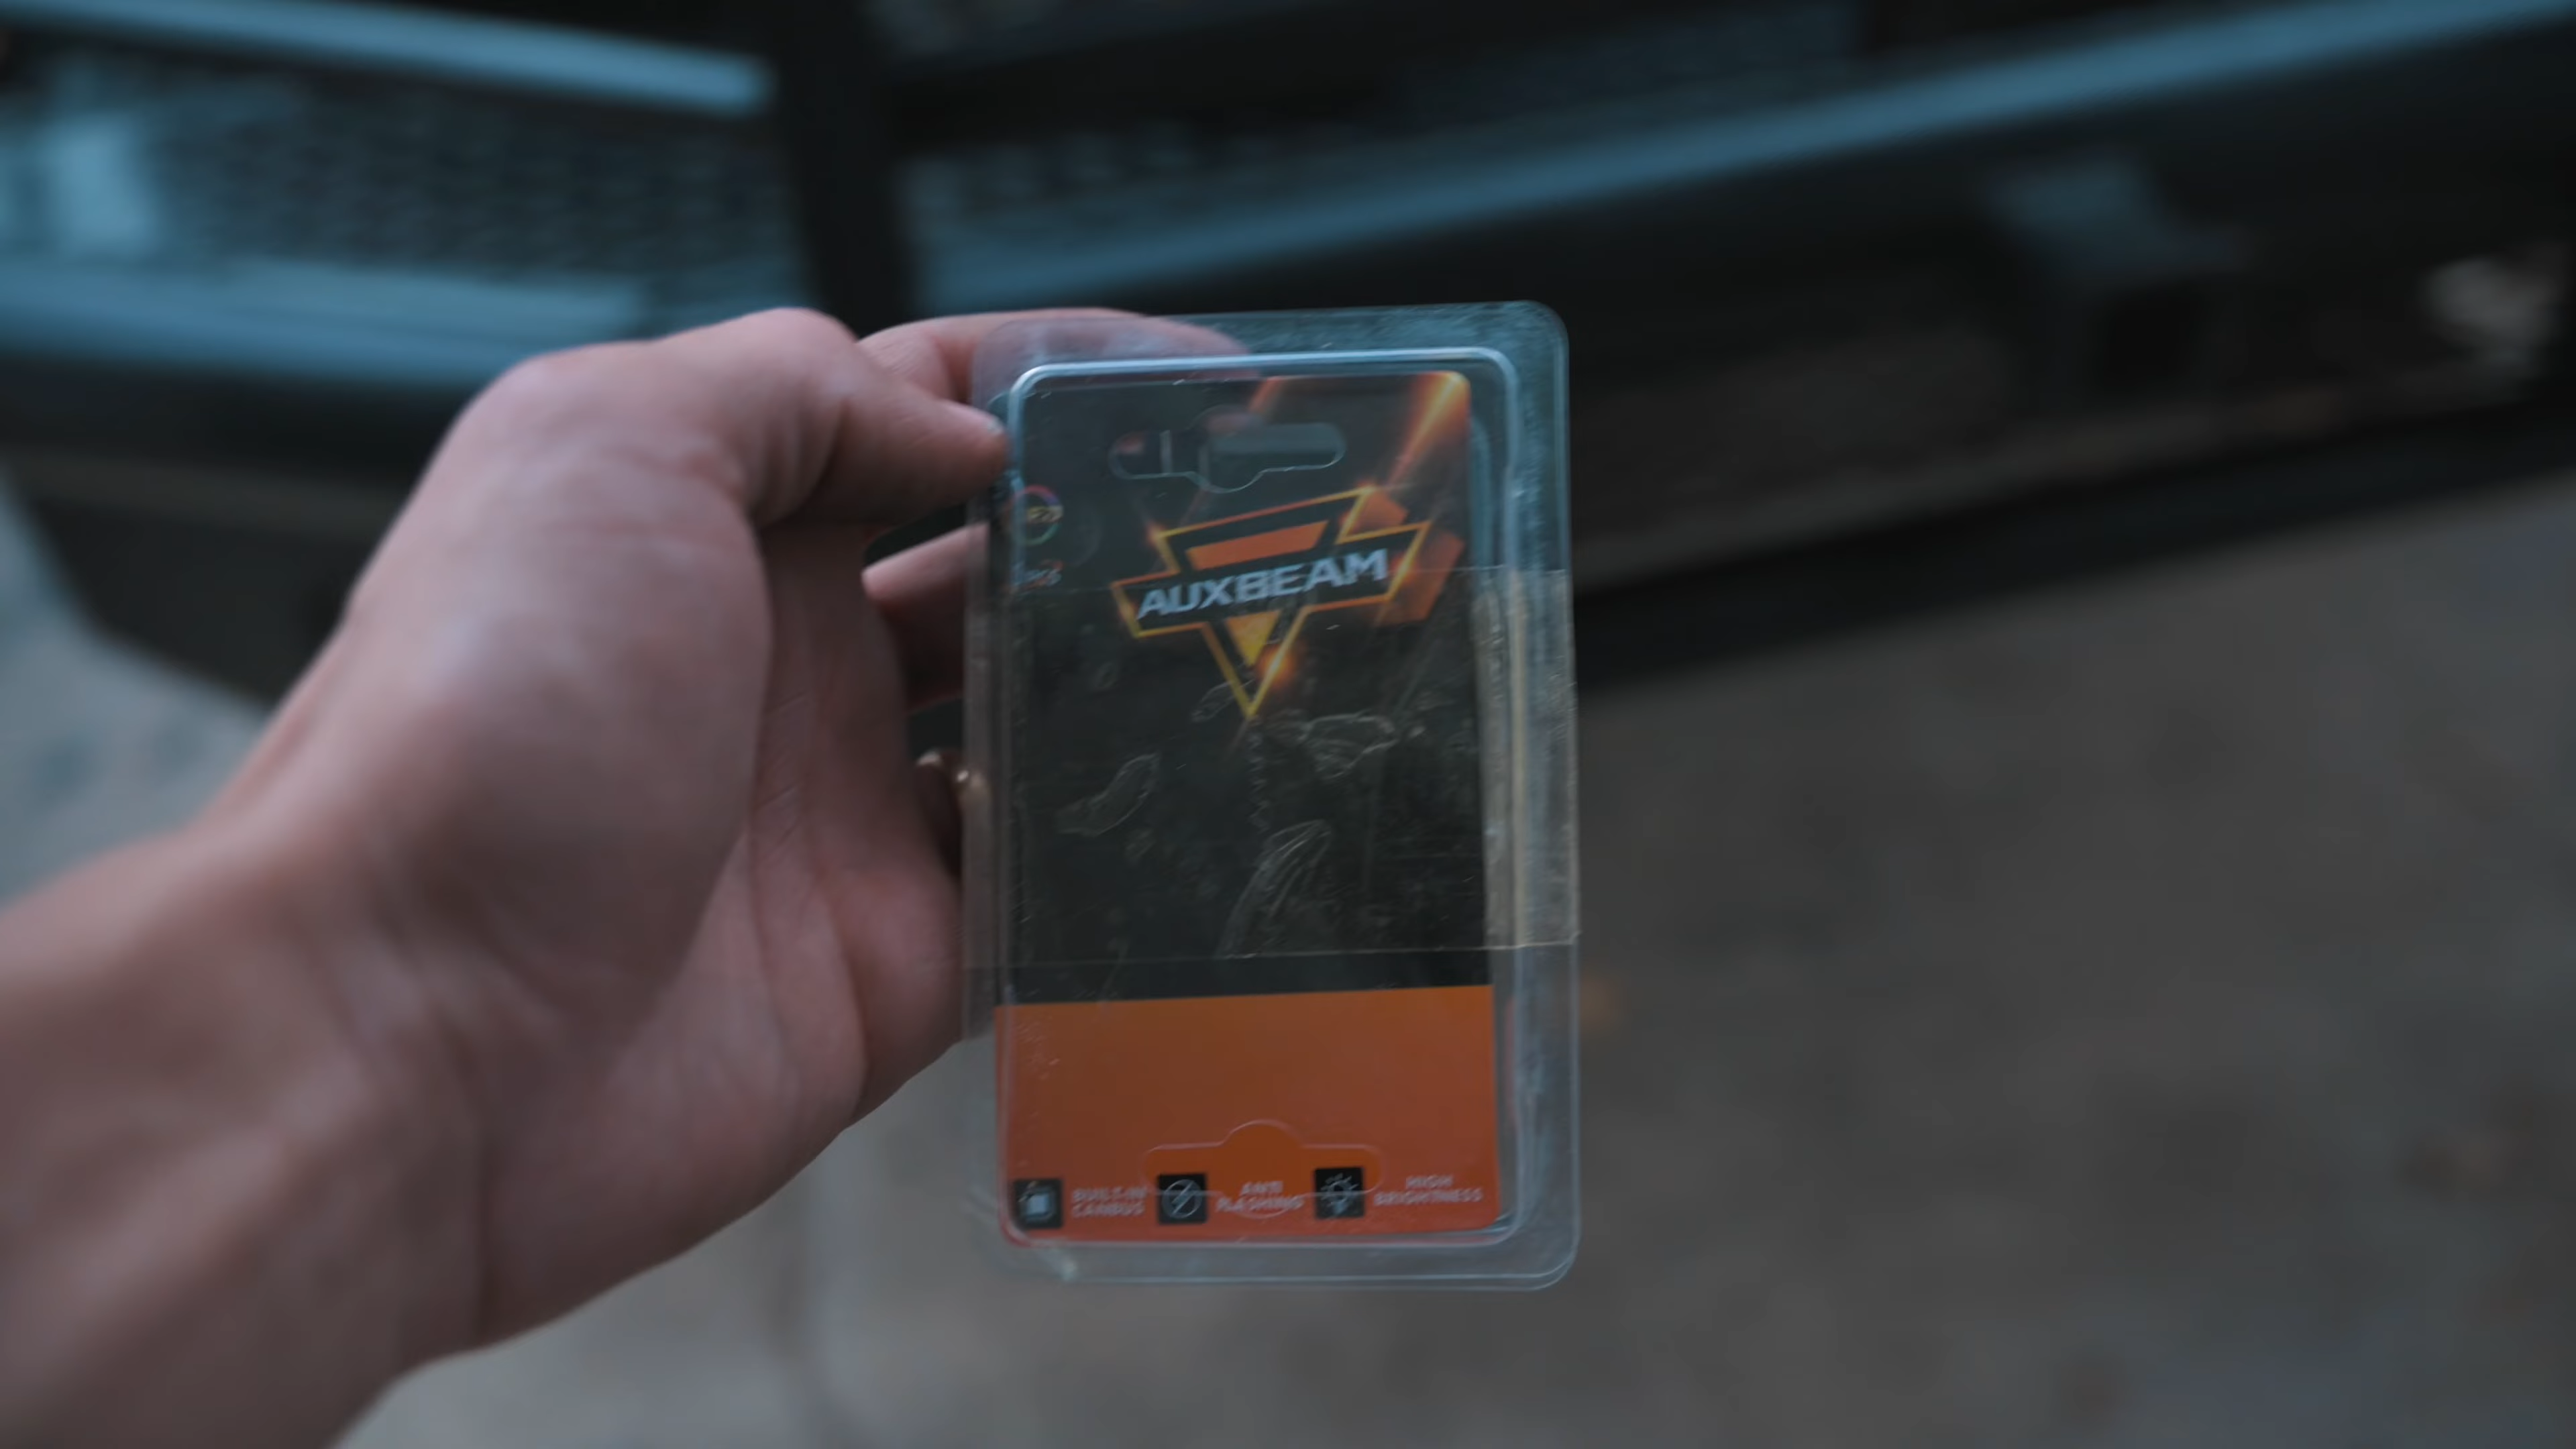 AUXBEAM
BUILT-IN
CANBUS
ANTI
FLASHING
HIGH
BRIGHTNESS